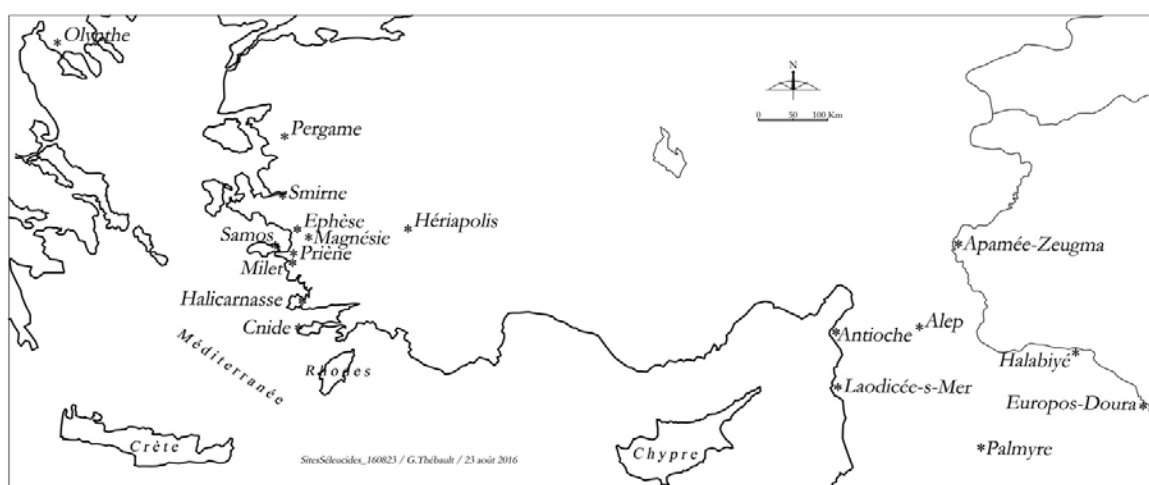 Olynthe
N
0 50 100 Km
Pergame
Smirne
Ephèse
Hériapolis
Samos
Magnésie
Priène
Milet
Apamée-Zeugma
Halicarnasse
Cnide
Antioche
Alep
Méditerranée
Rhodes
Halabiyé
Laodicée-s-Mer
Europos-Doura
Crète
Chypre
Palmyre
SitesSéleucides_160823 / G.Thébault / 23 août 2016